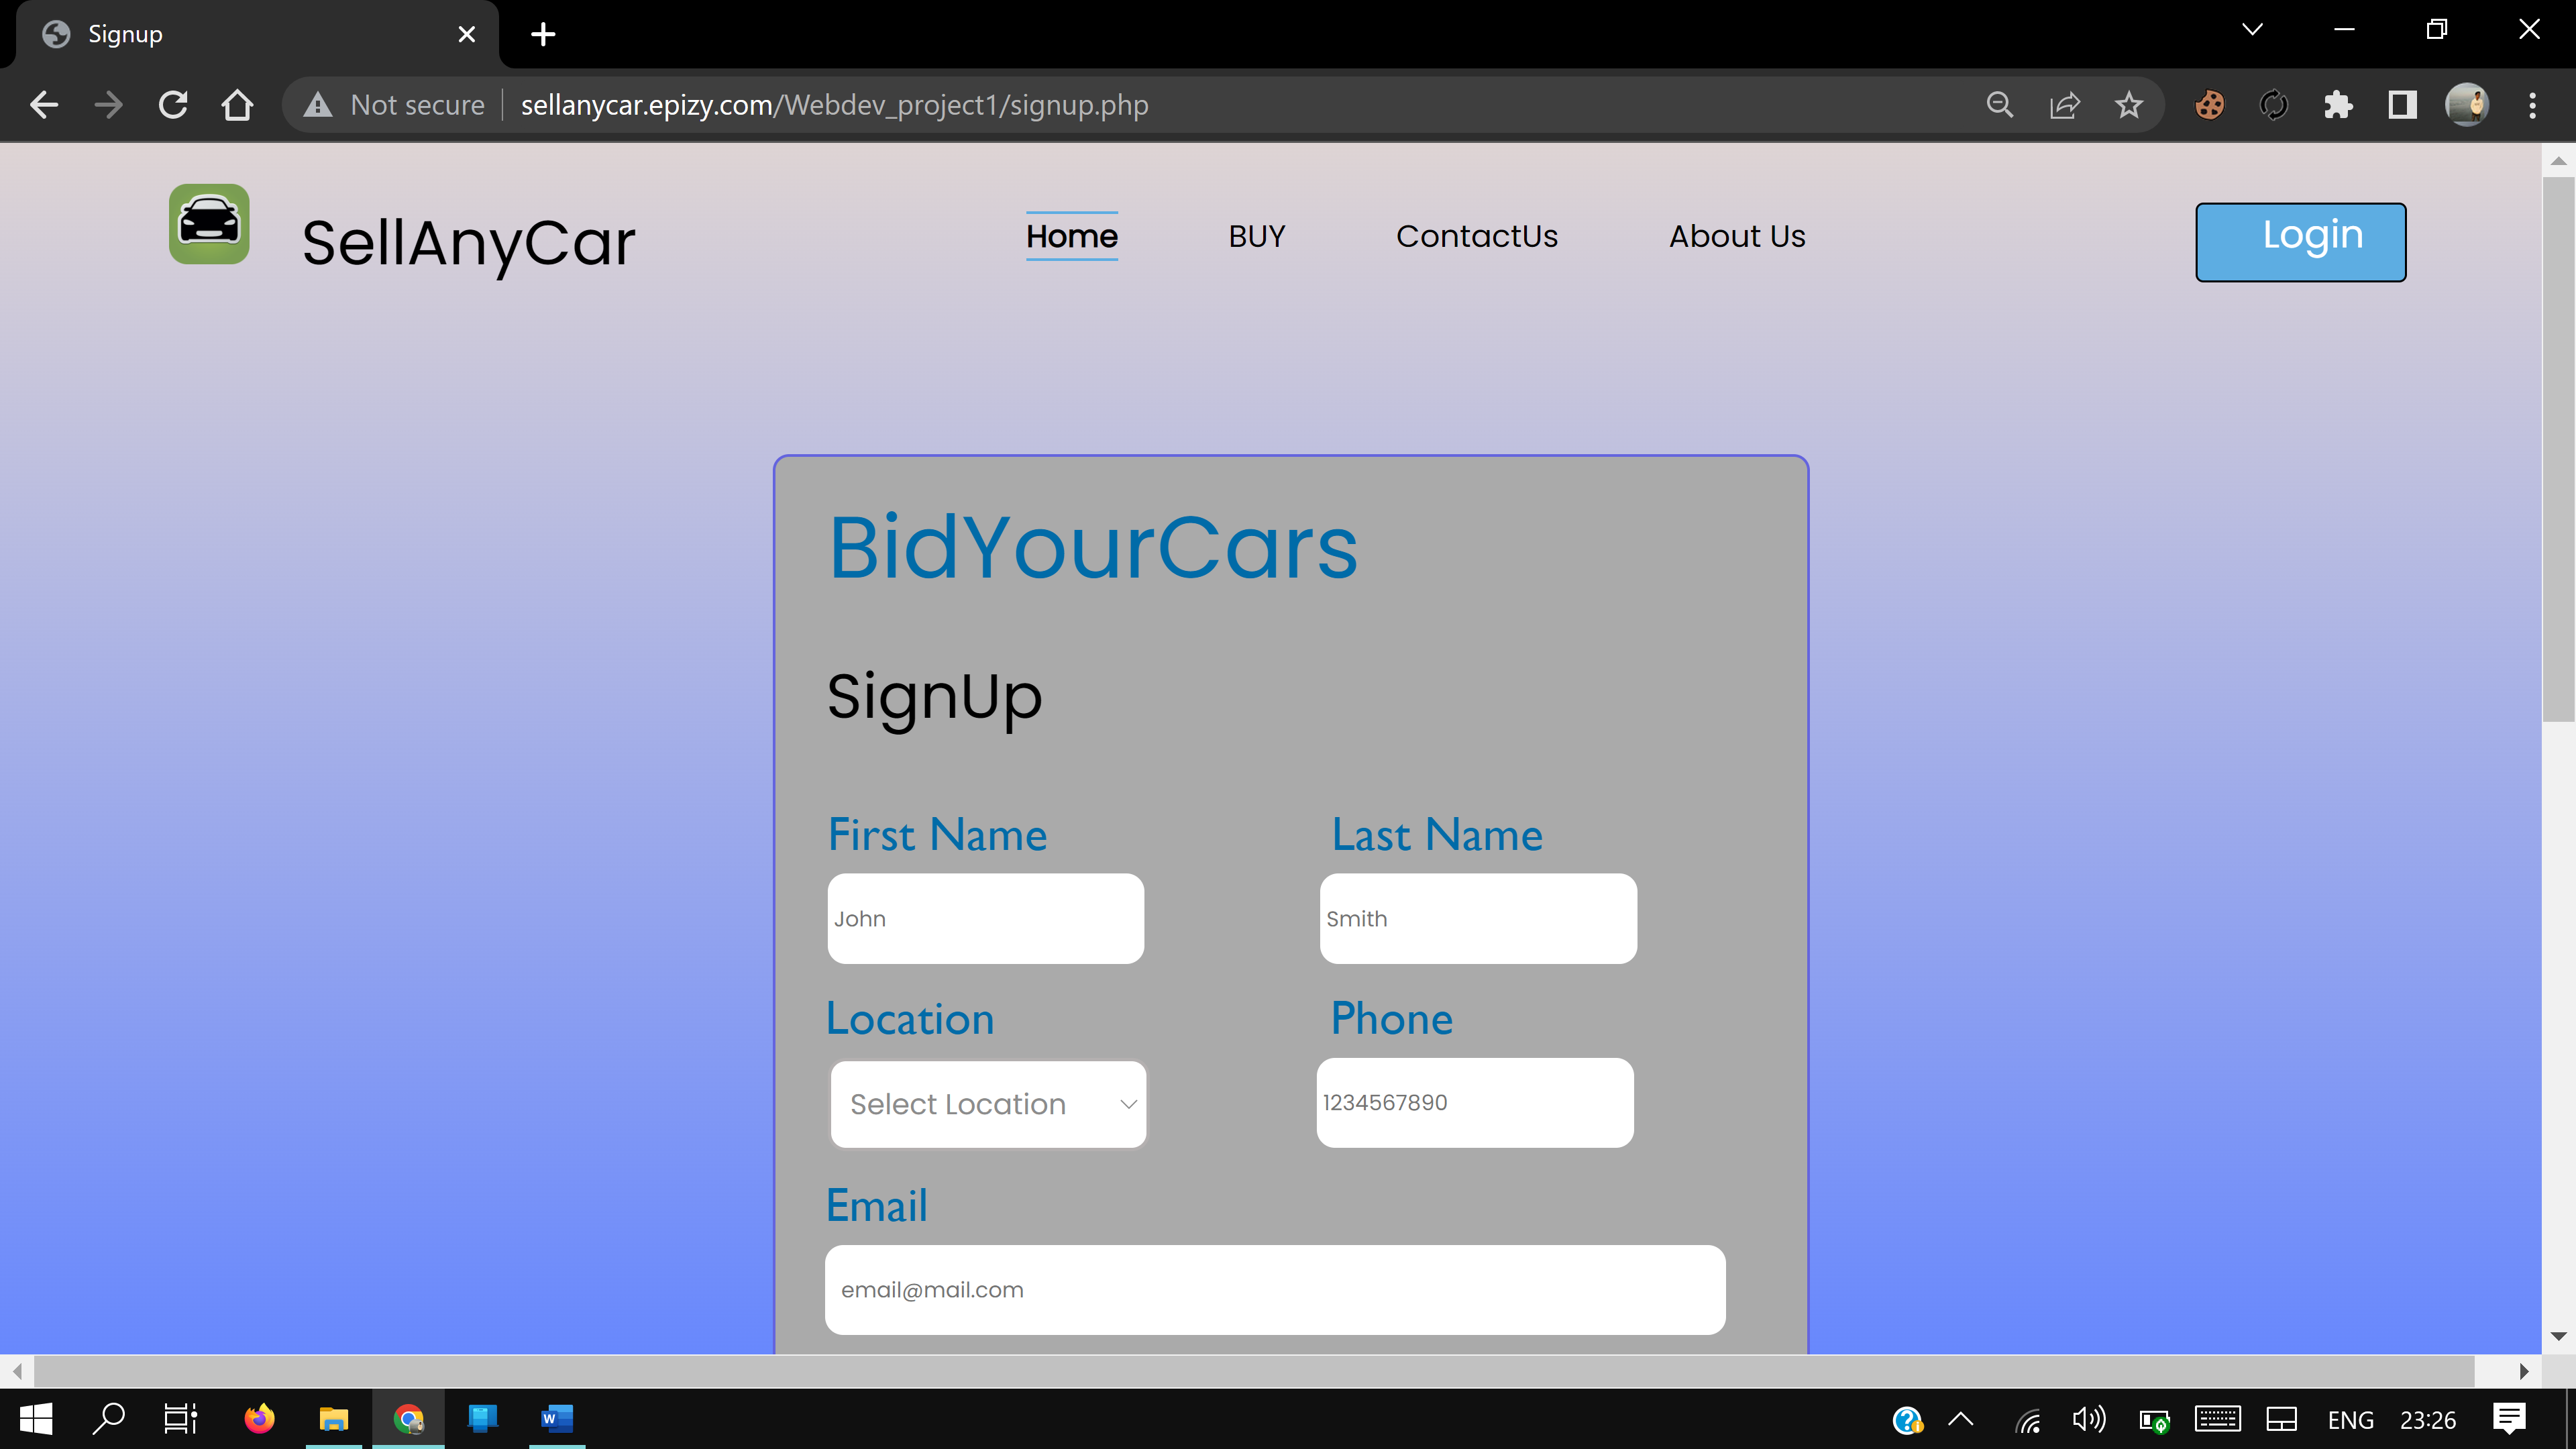 Signup
Not secure sellanycar.epizy.com/Webdev_project1/signup.php
SellAnyCar Home BUY ContactUs About Us Login
BidYourCars
SignUp
First Name Last Name
John Smith
Location Phone
Select Location 1234567890
Email
email@mail.com
W ENG 23:26